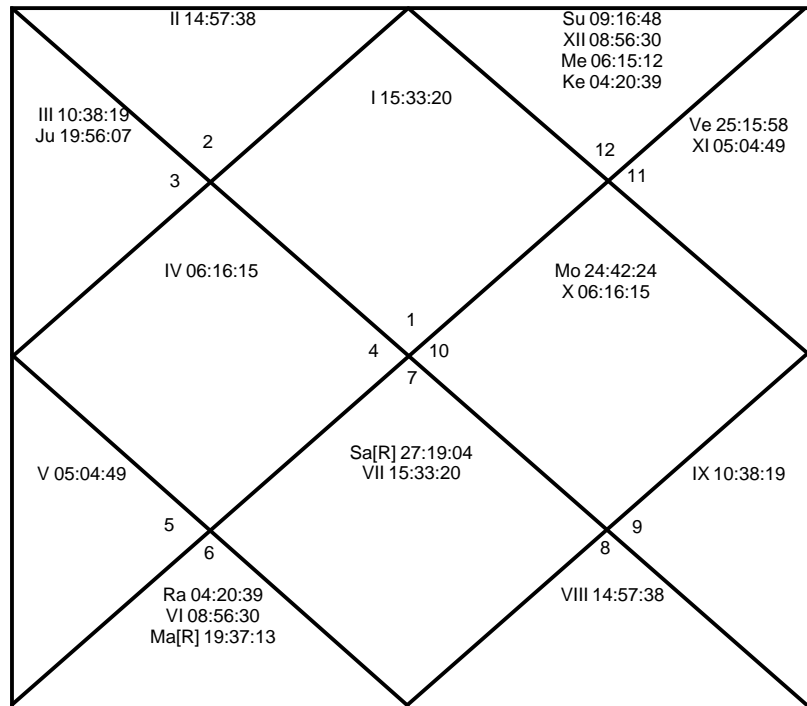 II 14:57:38
Su 09:16:48
XII 08:56:30
Me 06:15:12
Ke 04:20:39
I 15:33:20
III 10:38:19
Ju 19:56:07
Ve 25:15:58
XI 05:04:49
2
12
3
11
IV 06:16:15
Mo 24:42:24
X 06:16:15
1
4
10
7
Sa[R] 27:19:04
VII 15:33:20
V 05:04:49
IX 10:38:19
5
9
6
8
Ra 04:20:39
VI 08:56:30
Ma[R] 19:37:13
VIII 14:57:38